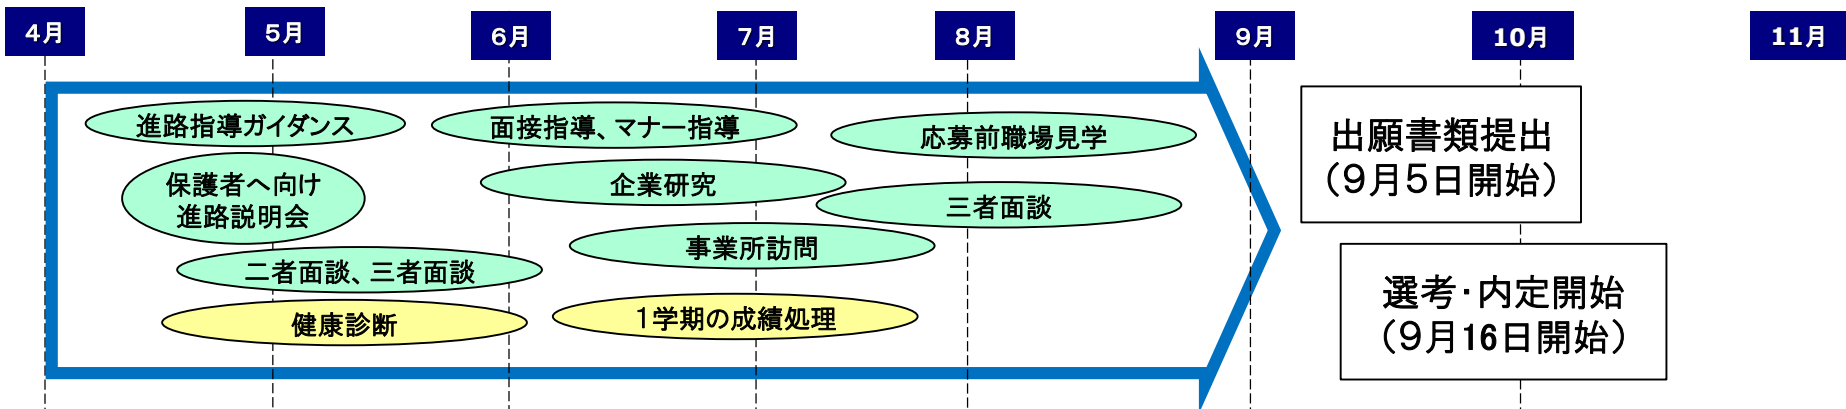 4月
5月
6月
7月
8月
9月
10月
11月
進路指導ガイダンス
面接指導、マナー指導
応募前職場見学
保護者へ向け
進路説明会
企業研究
三者面談
事業所訪問
二者面談、三者面談
健康診断
1学期の成績処理
出願書類提出
（9月5日開始）
選考・内定開始
（9月16日開始）